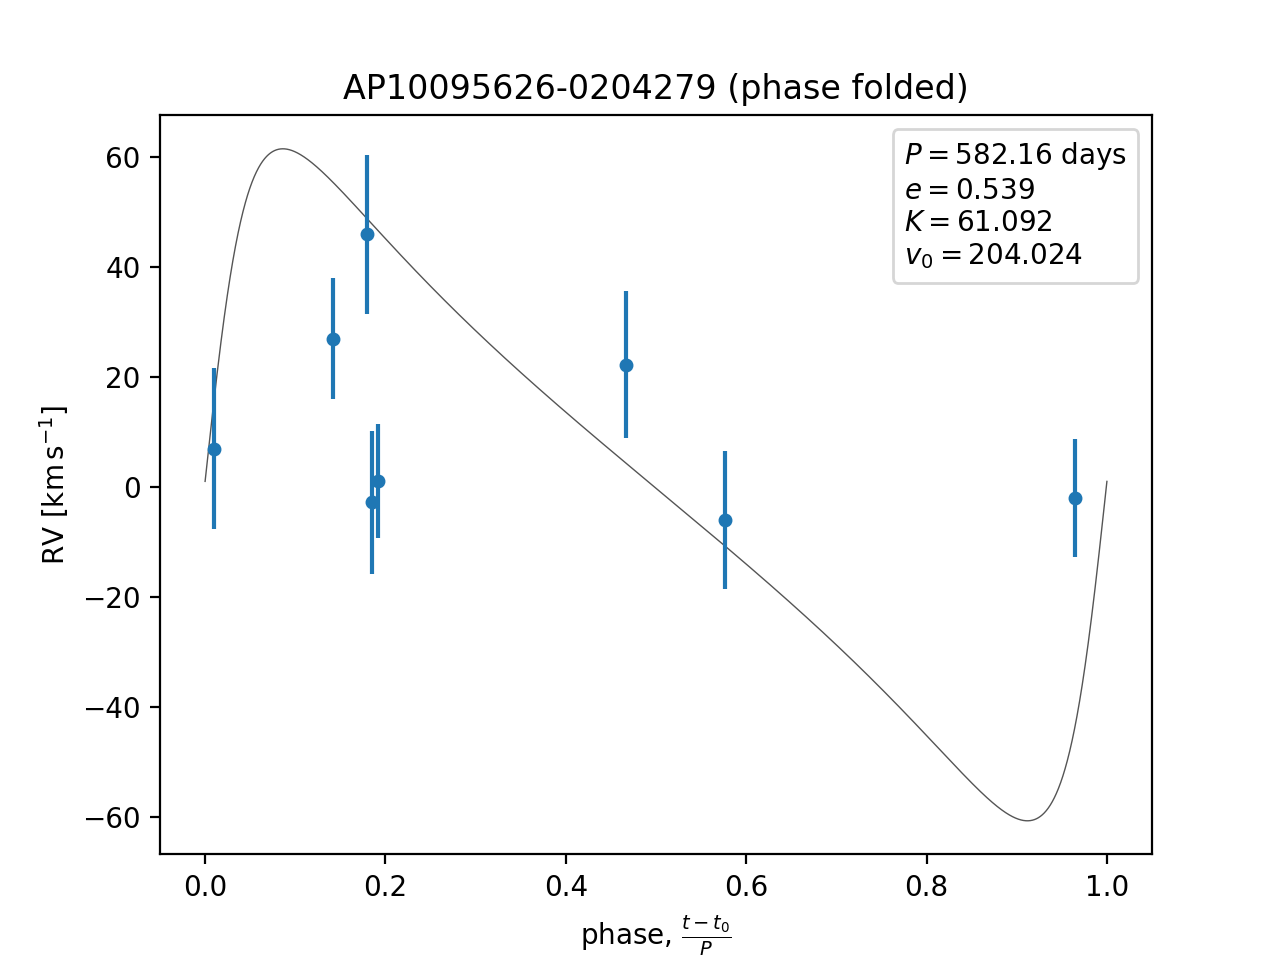 AP10095626-0204279 (phase folded)
P = 582.16 days
e = 0.539
K = 61.092
v₀ = 204.024
60
40
20
0
−20
−40
−60
RV [km s⁻¹]
0.0 0.2 0.4 0.6 0.8 1.0
phase, (t − t₀)/P